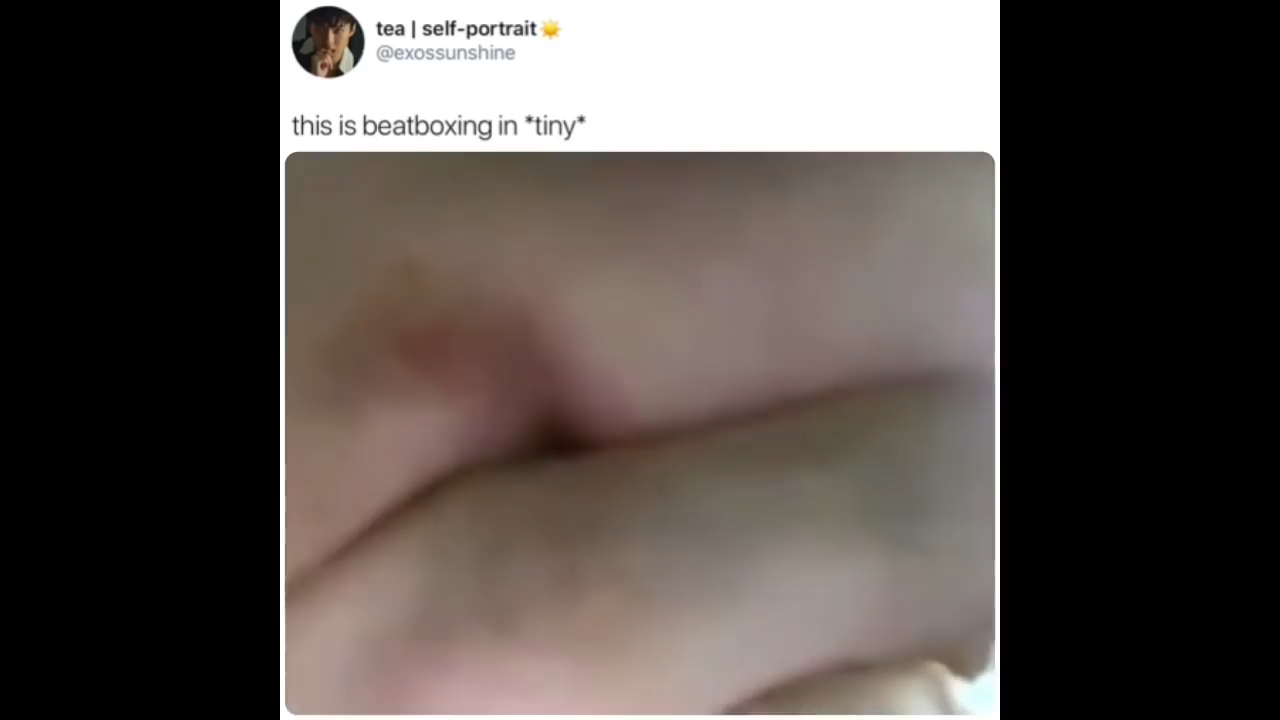 tea | self-portrait☀️
@exossunshine
this is beatboxing in *tiny*